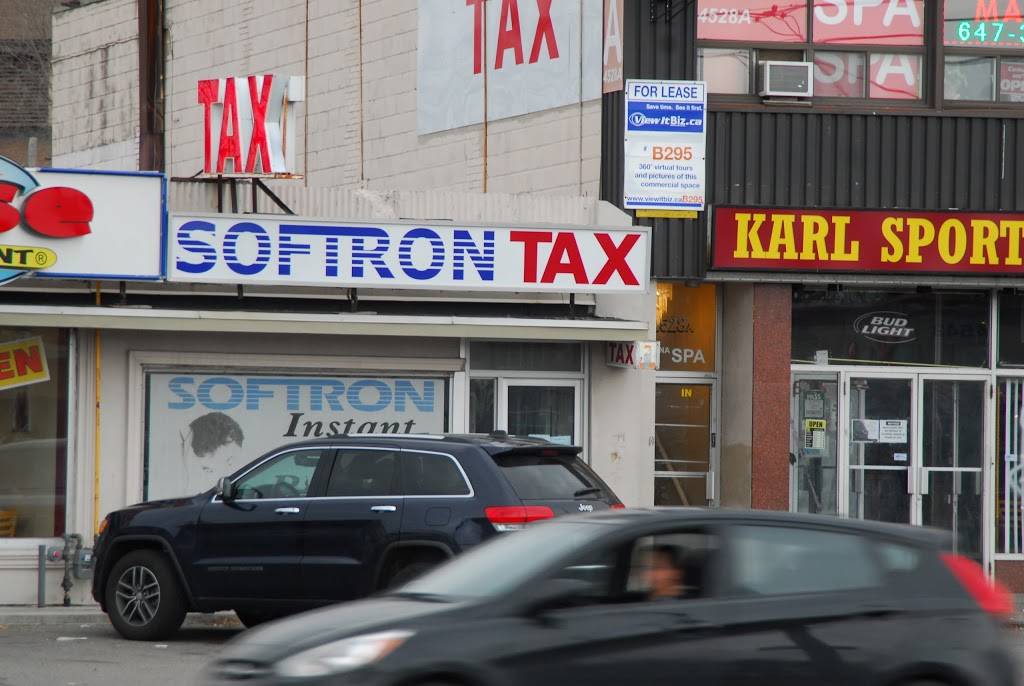 TAX
TAX
4528A
SPA
SPA
647-
FOR LEASE
Save time. See it first.
ViewItBiz.ca
# B295
360° virtual tours
and pictures of this
commercial space
www.viewitbiz.ca/B295
NT®
SOFTRON TAX
KARL SPORT
BUD
LIGHT
EN
SOFTRON
Instant
TAX
SPA
IN
OPEN
Jeep